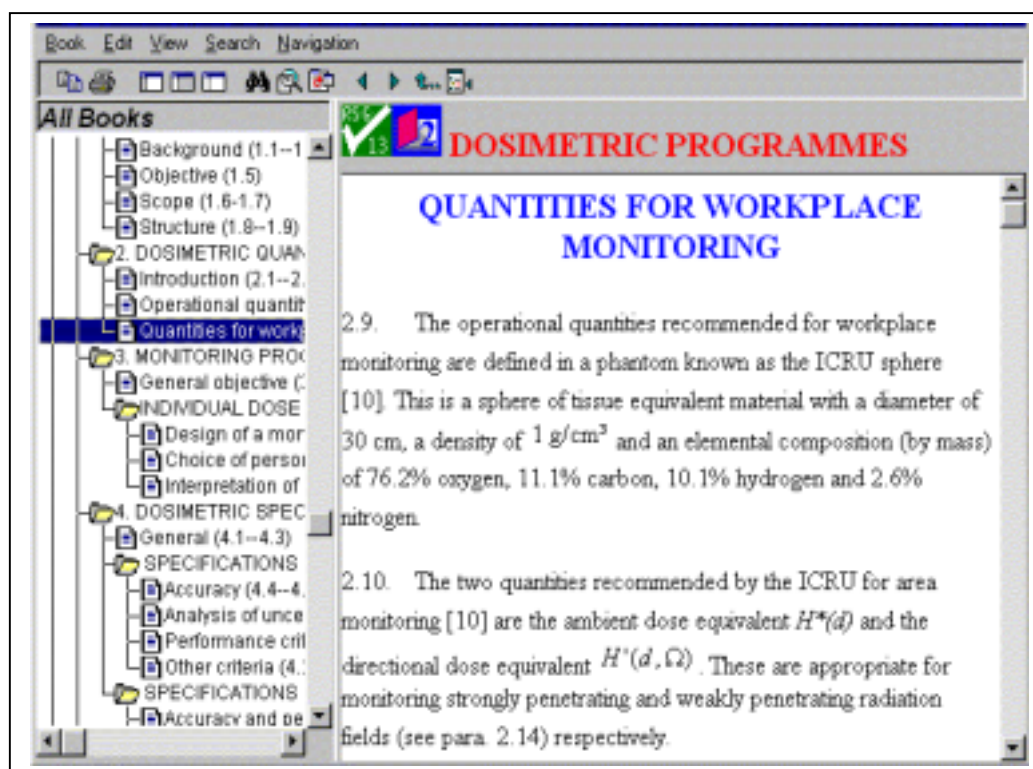 Book Edit View Search Navigation
All Books
Background (1.1--1
Objective (1.5)
Scope (1.6-1.7)
Structure (1.8--1.9)
2. DOSIMETRIC QUAN
Introduction (2.1--2.
Operational quantit
Quantities for work
3. MONITORING PROG
General objective (3
INDIVIDUAL DOSE
Design of a mor
Choice of persor
Interpretation of
4. DOSIMETRIC SPEC
General (4.1--4.3)
SPECIFICATIONS
Accuracy (4.4--4.
Analysis of unce
Performance crit
Other criteria (4.
SPECIFICATIONS
Accuracy and pe
RSG
13
2
DOSIMETRIC PROGRAMMES
QUANTITIES FOR WORKPLACE
MONITORING
2.9. The operational quantities recommended for workplace
monitoring are defined in a phantom known as the ICRU sphere
[10]. This is a sphere of tissue equivalent material with a diameter of
30 cm, a density of 1 g/cm³ and an elemental composition (by mass)
of 76.2% oxygen, 11.1% carbon, 10.1% hydrogen and 2.6%
nitrogen.
2.10. The two quantities recommended by the ICRU for area
monitoring [10] are the ambient dose equivalent H*(d) and the
directional dose equivalent H'(d,Ω). These are appropriate for
monitoring strongly penetrating and weakly penetrating radiation
fields (see para. 2.14) respectively.